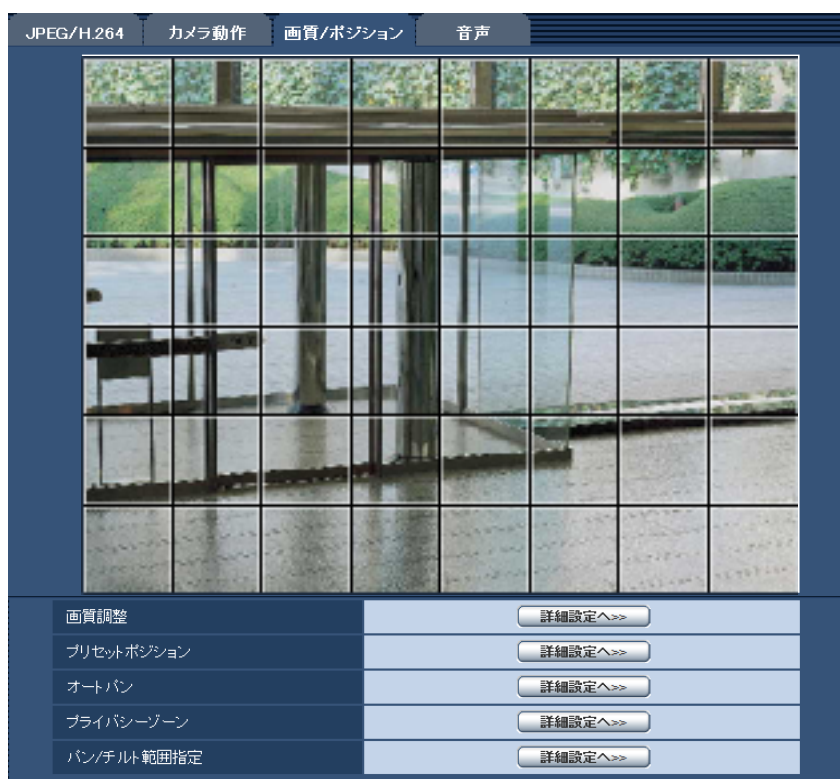 JPEG/H.264 カメラ動作 画質/ポジション 音声
画質調整 詳細設定へ>>
プリセットポジション 詳細設定へ>>
オートパン 詳細設定へ>>
プライバシーゾーン 詳細設定へ>>
パン/チルト範囲指定 詳細設定へ>>